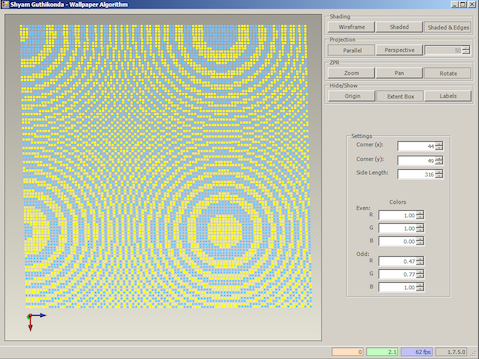 Shyam Guthikonda - Wallpaper Algorithm
Shading
Wireframe Shaded Shaded & Edges
Projection
Parallel Perspective 50
ZPR
Zoom Pan Rotate
Hide/Show
Origin Extent Box Labels
Settings
Corner (x): 44
Corner (y): 49
Side Length: 316
Colors
Even:
R 1.00
G 1.00
B 0.00
Odd:
R 0.47
G 0.77
B 1.00
0 2.1 62 fps 1.7.5.0